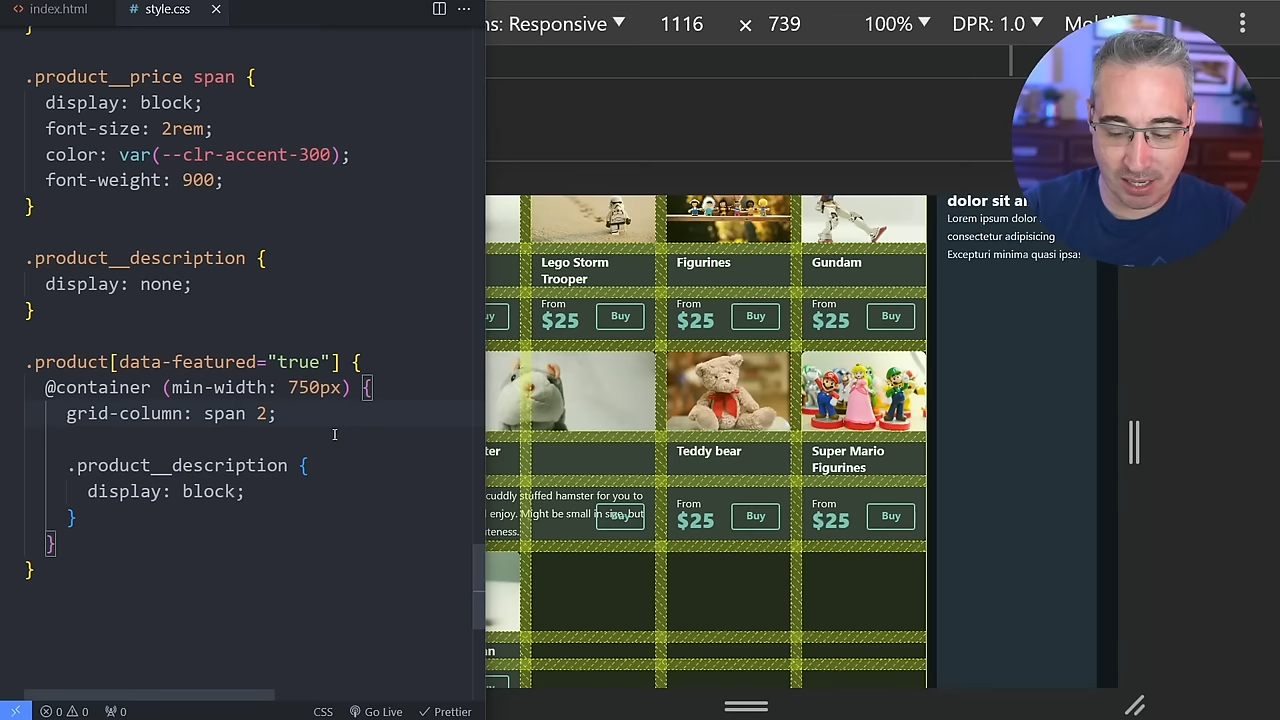 index.html
style.css
ns: Responsive
1116
×
739
100%
DPR: 1.0
}
.product__price span {
display: block;
font-size: 2rem;
color: var(--clr-accent-300);
font-weight: 900;
}
.product__description {
display: none;
}
.product[data-featured="true"] {
@container (min-width: 750px) {
grid-column: span 2;
.product__description {
display: block;
}
}
}
Lego Storm
Trooper
Figurines
Gundam
From
$25
Buy
From
$25
Buy
From
$25
Buy
dolor sit
Lorem ipsum dolor
consectetur adipisicing
Excepturi minima quasi ipsa
ter
Teddy bear
Super Mario
Figurines
cuddly stuffed hamster for you to
enjoy. Might be small in size, but
uteness.
Buy
From
$25
Buy
From
$25
Buy
an
0
0
0
CSS
Go Live
Prettier